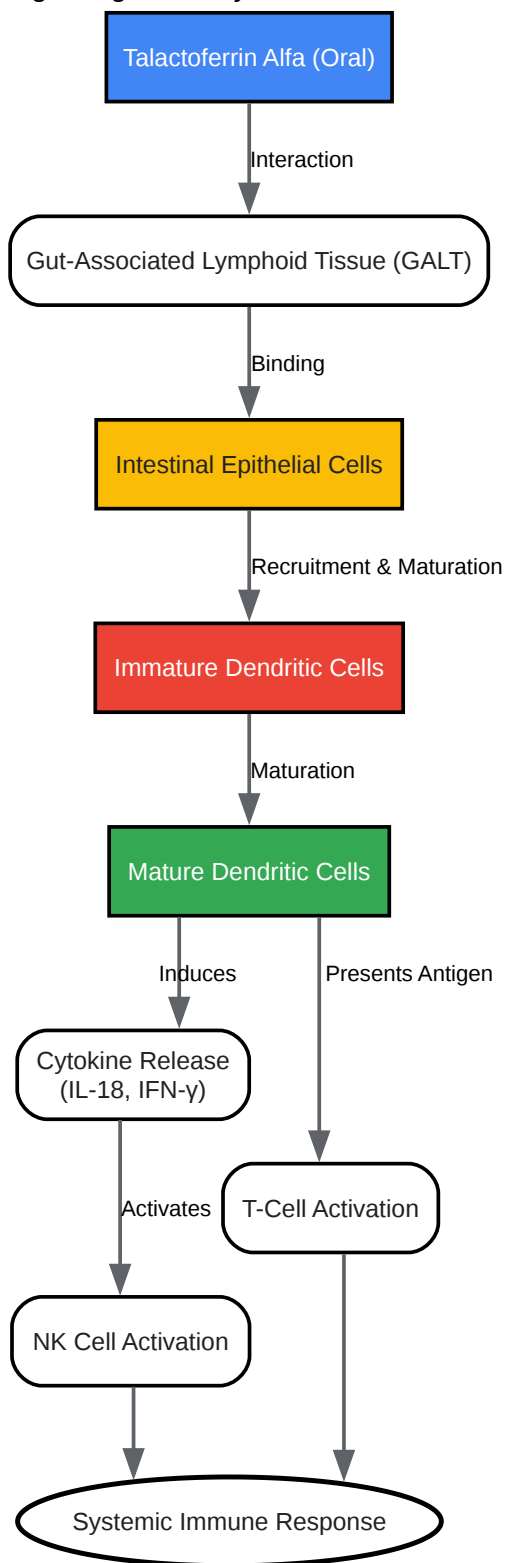 Talactoferrin Alfa (Oral)
Interaction
Gut-Associated Lymphoid Tissue (GALT)
Binding
Intestinal Epithelial Cells
Recruitment & Maturation
Immature Dendritic Cells
Maturation
Mature Dendritic Cells
Induces
Presents Antigen
Cytokine Release
(IL-18, IFN-γ)
Activates
T-Cell Activation
NK Cell Activation
Systemic Immune Response